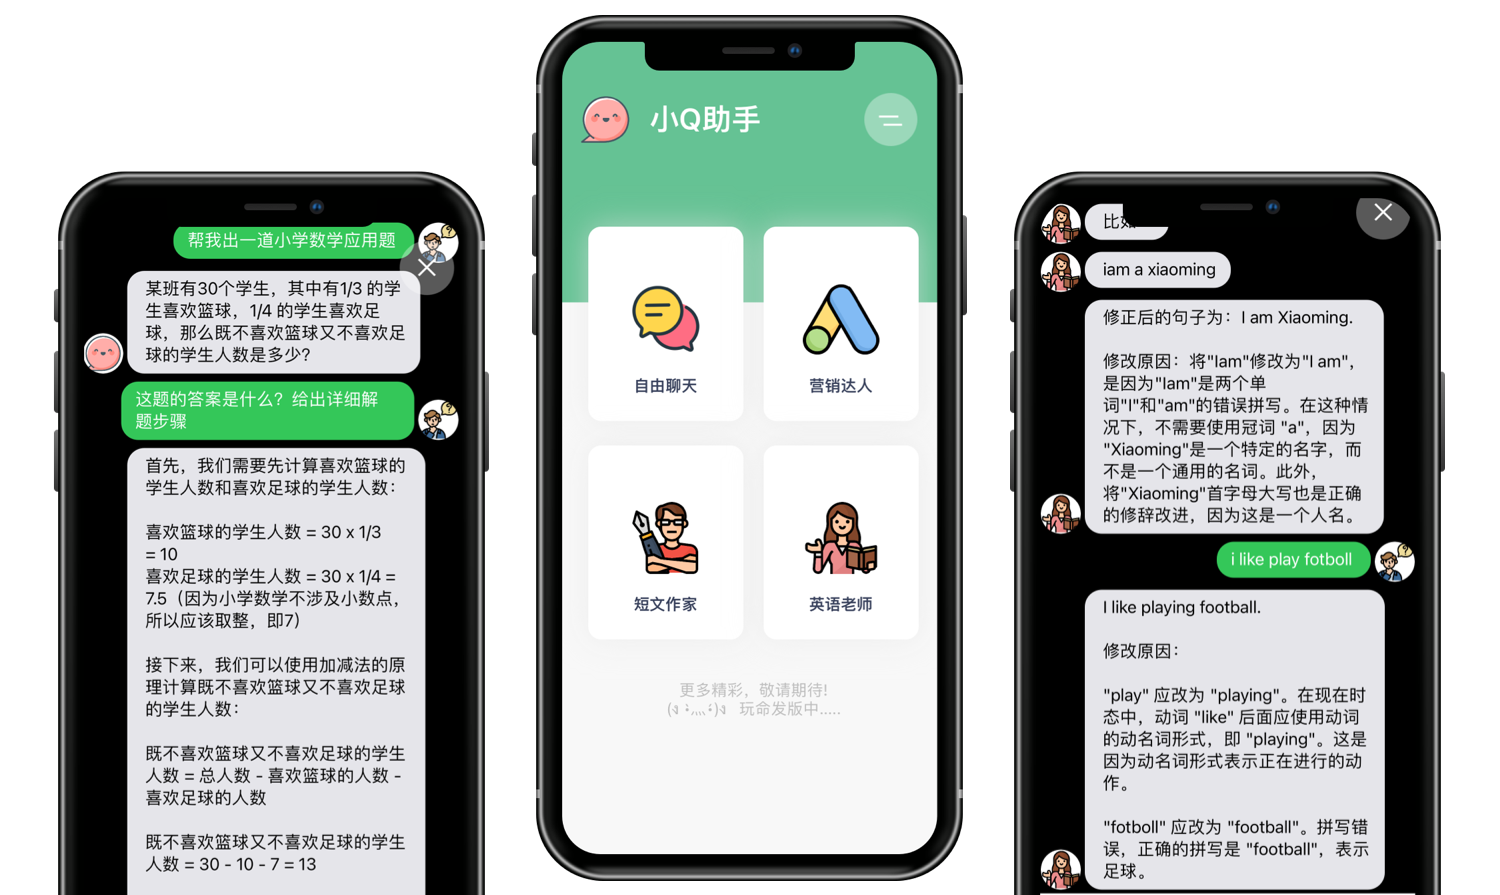 帮我出一道小学数学应用题
某班有30个学生，其中有1/3 的学
生喜欢篮球，1/4 的学生喜欢足
球，那么既不喜欢篮球又不喜欢足
球的学生人数是多少？
这题的答案是什么？给出详细解
题步骤
首先，我们需要先计算喜欢篮球的
学生人数和喜欢足球的学生人数：
喜欢篮球的学生人数 = 30 x 1/3
= 10
喜欢足球的学生人数 = 30 x 1/4 =
7.5（因为小学数学不涉及小数点，
所以应该取整，即7）
接下来，我们可以使用加减法的原
理计算既不喜欢篮球又不喜欢足球
的学生人数：
既不喜欢篮球又不喜欢足球的学生
人数 = 总人数 - 喜欢篮球的人数 -
喜欢足球的人数
既不喜欢篮球又不喜欢足球的学生
人数 = 30 - 10 - 7 = 13
小Q助手
自由聊天
营销达人
短文作家
英语老师
更多精彩，敬请期待!
玩命发版中.....
比如
iam a xiaoming
修正后的句子为：I am Xiaoming.
修改原因：将"Iam"修改为"I am"，
是因为"Iam"是两个单
词"I"和"am"的错误拼写。在这种情
况下，不需要使用冠词 "a"，因为
"Xiaoming"是一个特定的名字，而
不是一个通用的名词。此外，
将"Xiaoming"首字母大写也是正确
的修辞改进，因为这是一个人名。
i like play fotboll
I like playing football.
修改原因：
"play" 应改为 "playing"。在现在时
态中，动词 "like" 后面应使用动词
的动名词形式，即 "playing"。这是
因为动名词形式表示正在进行的动
作。
"fotboll" 应改为 "football"。拼写错
误，正确的拼写是 "football"，表示
足球。